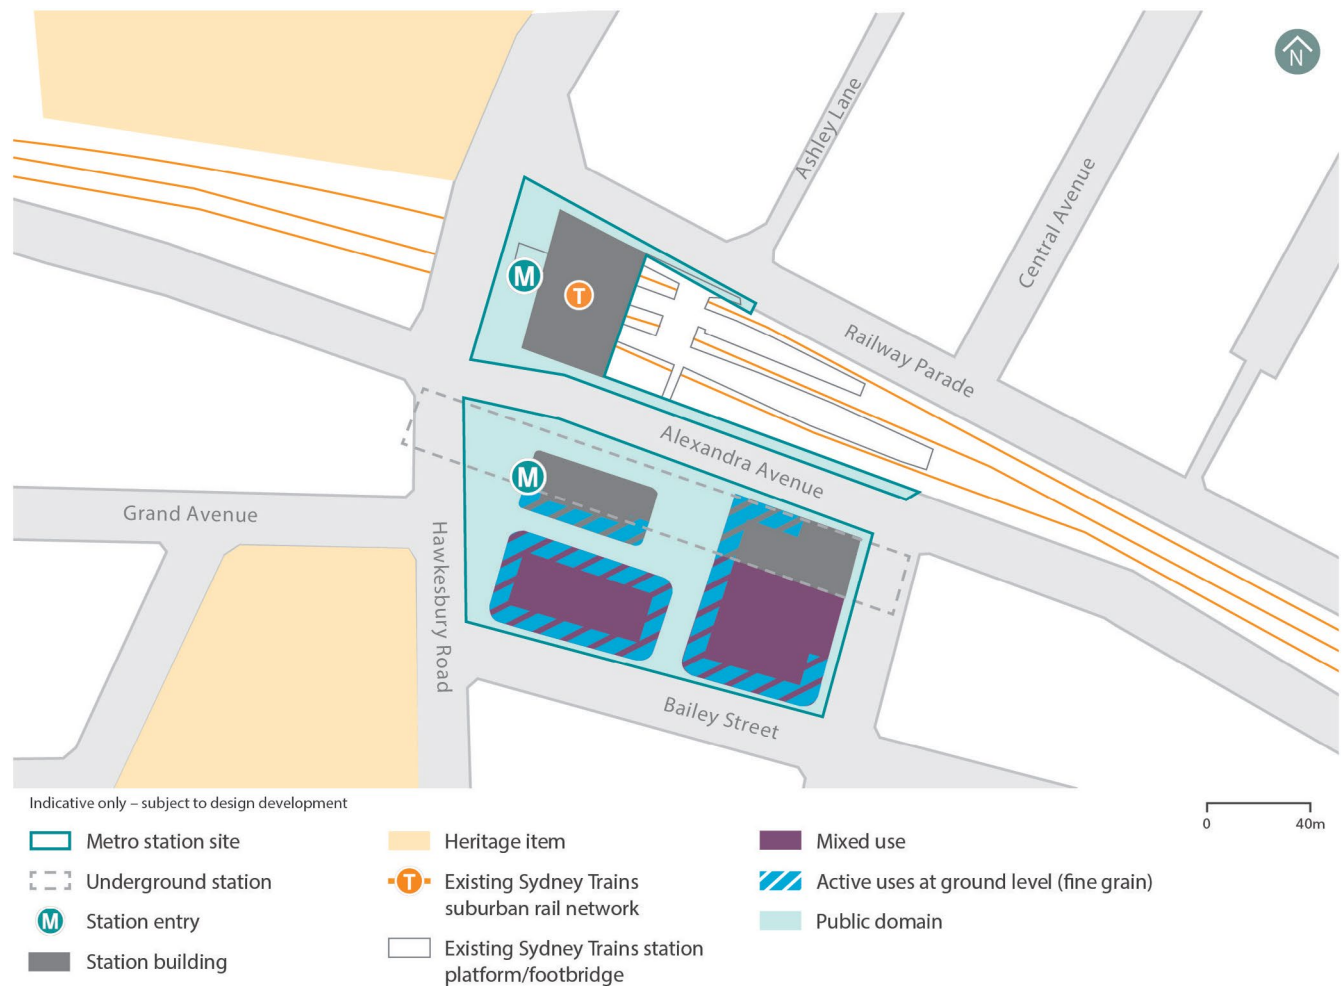 N
Ashley Lane
Central Avenue
M
T
Railway Parade
Alexandra Avenue
M
Grand Avenue
Hawkesbury Road
Bailey Street
Indicative only – subject to design development
0 40m
Metro station site
Underground station
M Station entry
Station building
Heritage item
T Existing Sydney Trains
suburban rail network
Existing Sydney Trains station
platform/footbridge
Mixed use
Active uses at ground level (fine grain)
Public domain